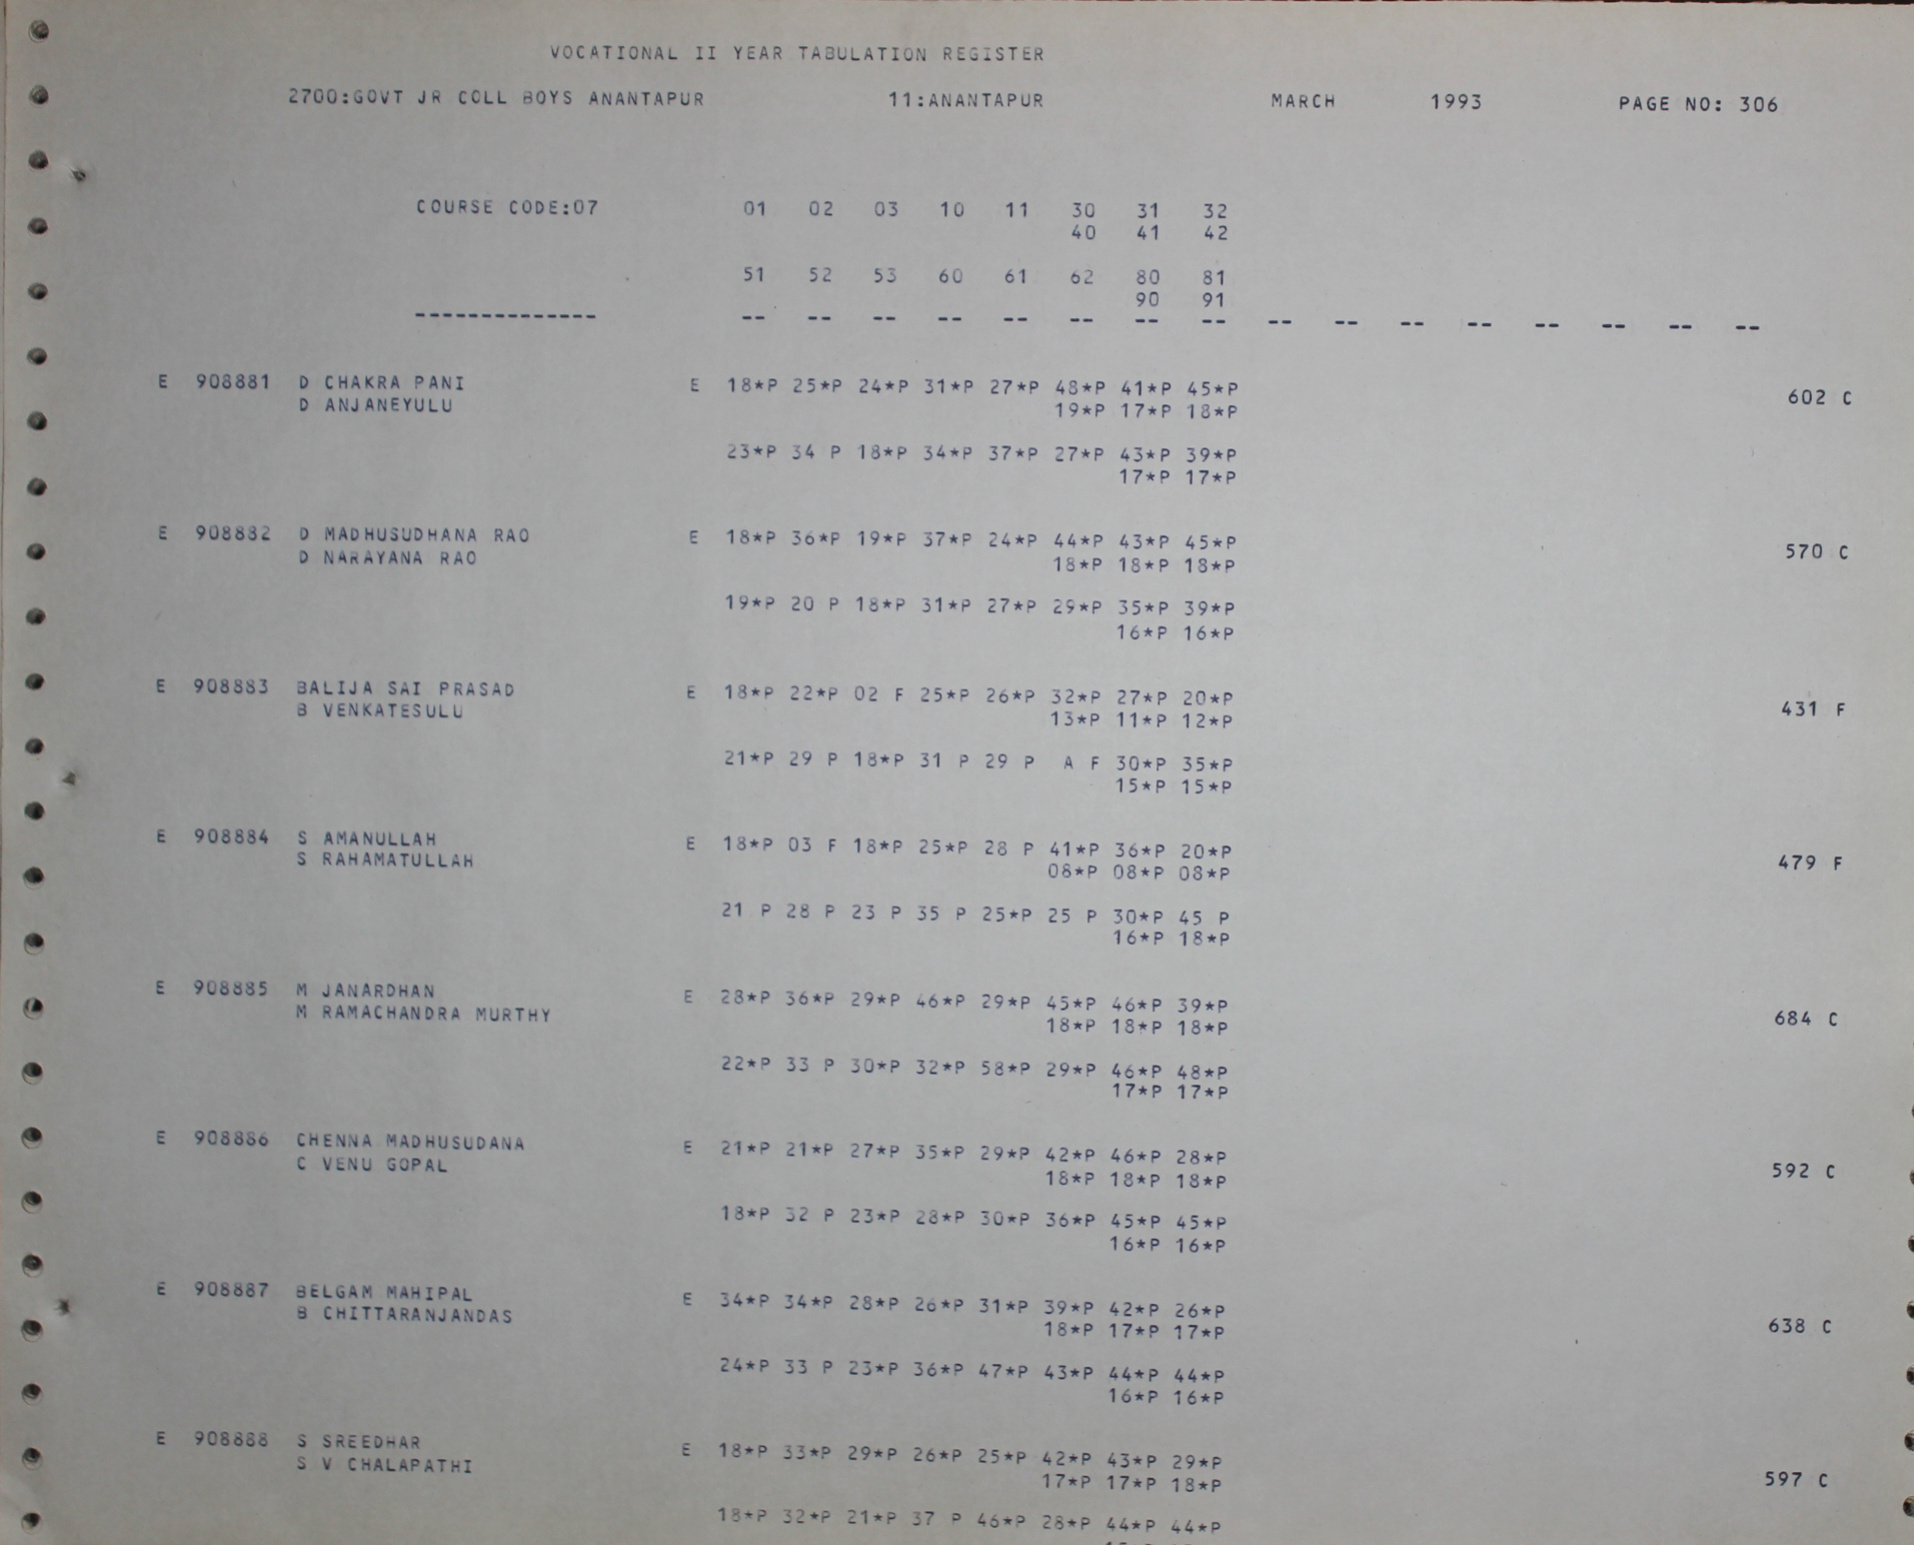 VOCATIONAL II YEAR TABULATION REGISTER
2700:GOVT JR COLL BOYS ANANTAPUR 11:ANANTAPUR MARCH 1993 PAGE NO: 306
COURSE CODE:07 01 02 03 10 11 30 31 32
40 41 42
51 52 53 60 61 62 80 81
90 91
-------------- -- -- -- -- -- -- -- -- -- -- -- -- -- -- -- --
E 908881 D CHAKRA PANI E 18*P 25*P 24*P 31*P 27*P 48*P 41*P 45*P
D ANJANEYULU 19*P 17*P 18*P 602 C
23*P 34 P 18*P 34*P 37*P 27*P 43*P 39*P
17*P 17*P
E 908882 D MADHUSUDHANA RAO E 18*P 36*P 19*P 37*P 24*P 44*P 43*P 45*P
D NARAYANA RAO 18*P 18*P 18*P 570 C
19*P 20 P 18*P 31*P 27*P 29*P 35*P 39*P
16*P 16*P
E 908883 BALIJA SAI PRASAD E 18*P 22*P 02 F 25*P 26*P 32*P 27*P 20*P
B VENKATESULU 13*P 11*P 12*P 431 F
21*P 29 P 18*P 31 P 29 P A F 30*P 35*P
15*P 15*P
E 908884 S AMANULLAH E 18*P 03 F 18*P 25*P 28 P 41*P 36*P 20*P
S RAHAMATULLAH 08*P 08*P 08*P 479 F
21 P 28 P 23 P 35 P 25*P 25 P 30*P 45 P
16*P 18*P
E 908885 M JANARDHAN E 28*P 36*P 29*P 46*P 29*P 45*P 46*P 39*P
M RAMACHANDRA MURTHY 18*P 18*P 18*P 684 C
22*P 33 P 30*P 32*P 58*P 29*P 46*P 48*P
17*P 17*P
E 908886 CHENNA MADHUSUDANA E 21*P 21*P 27*P 35*P 29*P 42*P 46*P 28*P
C VENU GOPAL 18*P 18*P 18*P 592 C
18*P 32 P 23*P 28*P 30*P 36*P 45*P 45*P
16*P 16*P
E 908887 BELGAM MAHIPAL E 34*P 34*P 28*P 26*P 31*P 39*P 42*P 26*P
B CHITTARANJANDAS 18*P 17*P 17*P 638 C
24*P 33 P 23*P 36*P 47*P 43*P 44*P 44*P
16*P 16*P
E 908888 S SREEDHAR E 18*P 33*P 29*P 26*P 25*P 42*P 43*P 29*P
S V CHALAPATHI 17*P 17*P 18*P 597 C
18*P 32*P 21*P 37 P 46*P 28*P 44*P 44*P